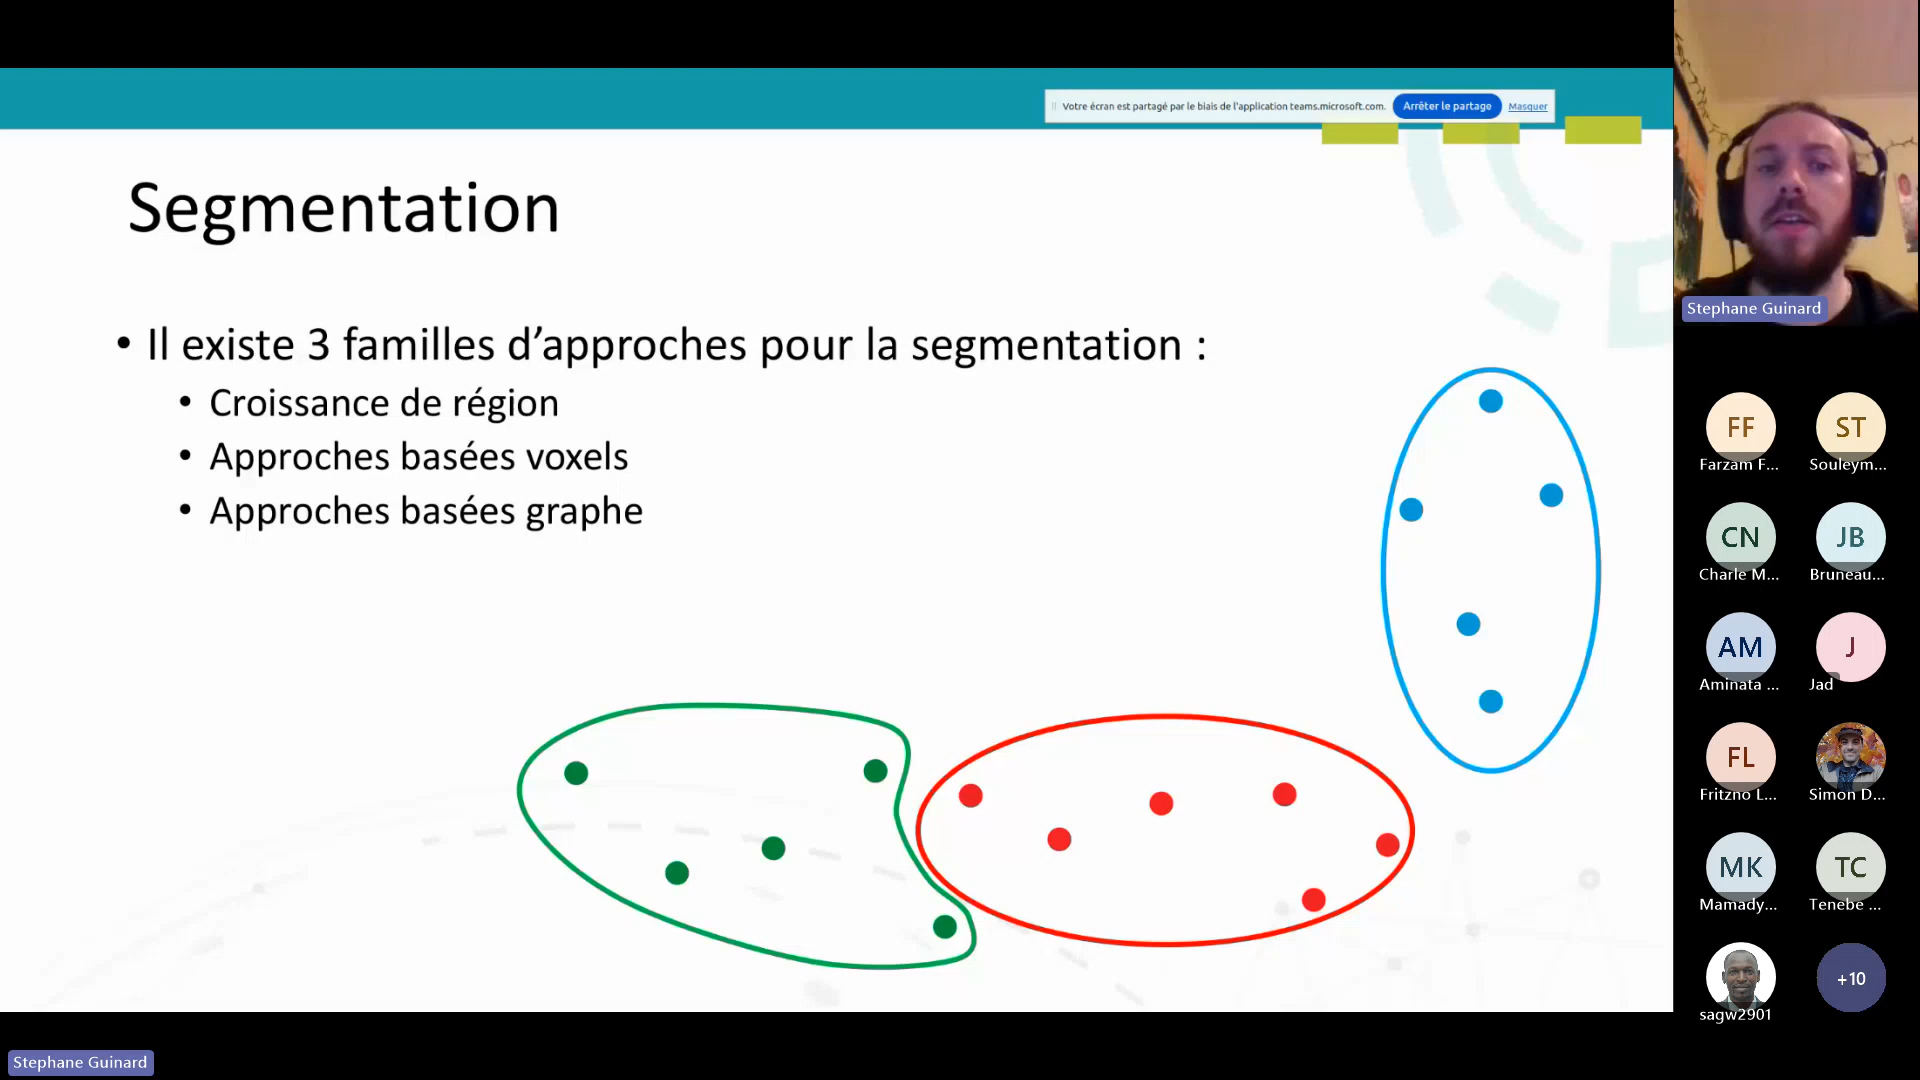 Votre écran est partagé par le biais de l'application teams.microsoft.com.
Arrêter le partage
Masquer
Segmentation
• Il existe 3 familles d’approches pour la segmentation :
• Croissance de région
• Approches basées voxels
• Approches basées graphe
Stephane Guinard
FF
Farzam F...
ST
Souleym...
CN
Charle M...
JB
Bruneau...
AM
Aminata ...
J
Jad
FL
Fritzno L...
Simon D...
MK
Mamady...
TC
Tenebe ...
sagw2901
+10
Stephane Guinard